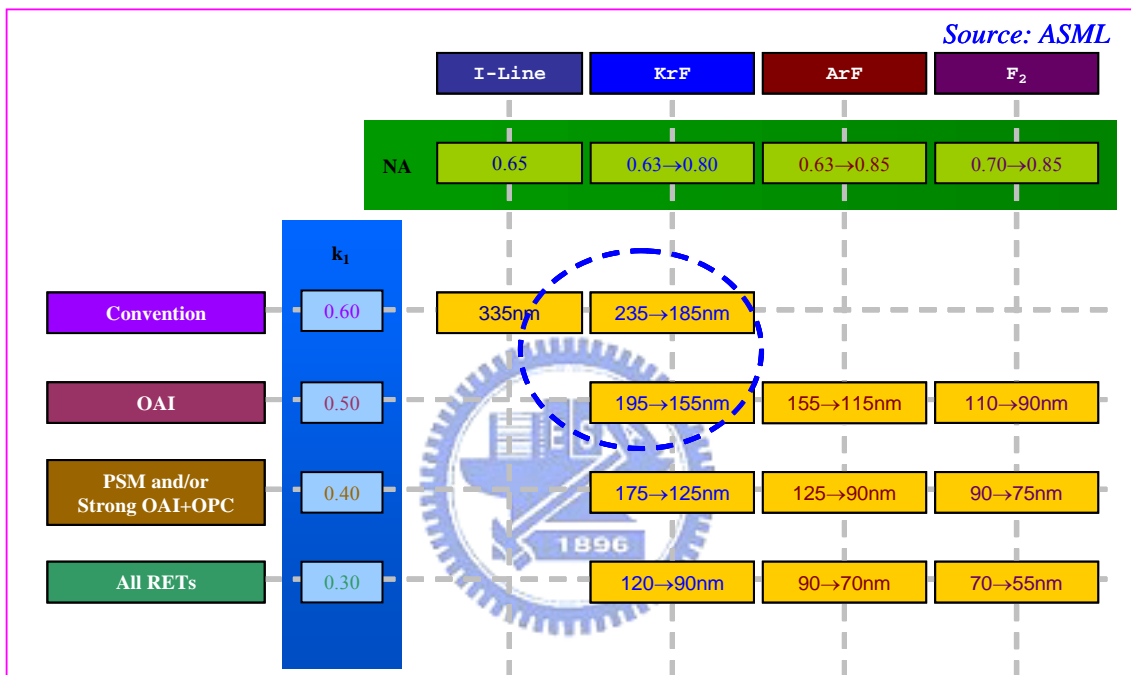 Source: ASML
I-Line KrF ArF F₂
NA 0.65 0.63→0.80 0.63→0.85 0.70→0.85
k₁
Convention 0.60 335nm 235→185nm
OAI 0.50 195→155nm 155→115nm 110→90nm
PSM and/or
Strong OAI+OPC 0.40 175→125nm 125→90nm 90→75nm
All RETs 0.30 120→90nm 90→70nm 70→55nm
1896